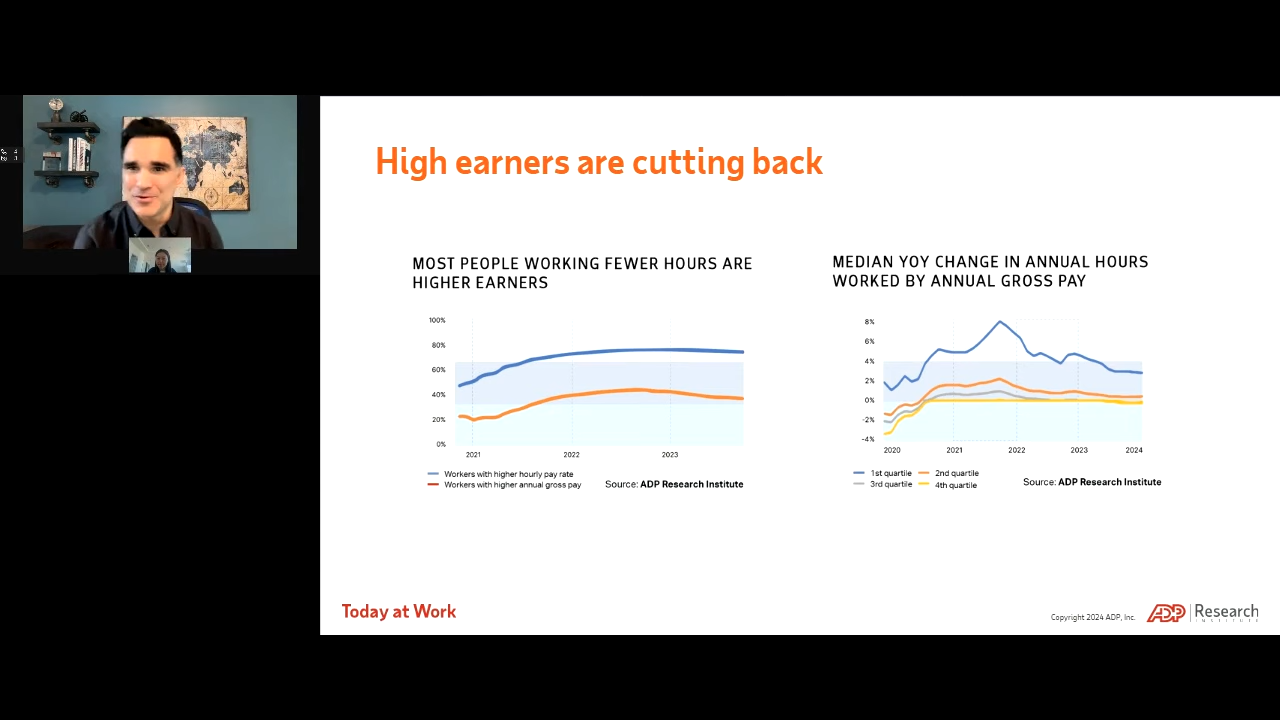 High earners are cutting back
MOST PEOPLE WORKING FEWER HOURS ARE
HIGHER EARNERS
100%
80%
60%
40%
20%
0%
2021
2022
2023
Workers with higher hourly pay rate
Workers with higher annual gross pay
Source: ADP Research Institute
MEDIAN YOY CHANGE IN ANNUAL HOURS
WORKED BY ANNUAL GROSS PAY
8%
6%
4%
2%
0%
-2%
-4%
2020
2021
2022
2023
2024
1st quartile
2nd quartile
3rd quartile
4th quartile
Source: ADP Research Institute
Today at Work
Copyright 2024 ADP, Inc.
ADP
Research
INSTITUTE